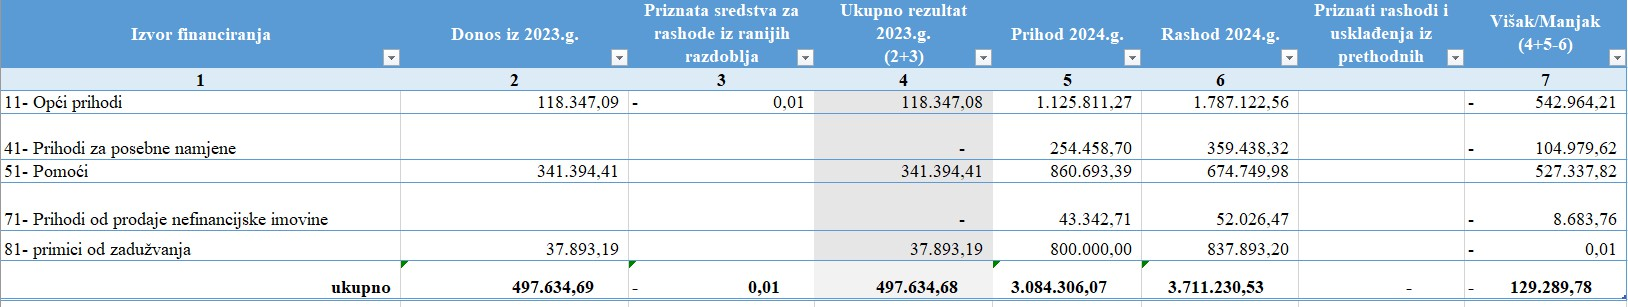 Izvor financiranja Donos iz 2023.g. Priznata sredstva za rashode iz ranijih razdoblja Ukupno rezultat 2023.g. (2+3) Prihod 2024.g. Rashod 2024.g. Priznati rashodi i usklađenja iz prethodnih Višak/Manjak (4+5-6)
1 2 3 4 5 6 7
11- Opći prihodi 118.347,09 - 0,01 118.347,08 1.125.811,27 1.787.122,56 - 542.964,21
41- Prihodi za posebne namjene - 254.458,70 359.438,32 - 104.979,62
51- Pomoći 341.394,41 341.394,41 860.693,39 674.749,98 527.337,82
71- Prihodi od prodaje nefinancijske imovine - 43.342,71 52.026,47 - 8.683,76
81- primici od zadužvanja 37.893,19 37.893,19 800.000,00 837.893,20 - 0,01
ukupno 497.634,69 - 0,01 497.634,68 3.084.306,07 3.711.230,53 - - 129.289,78